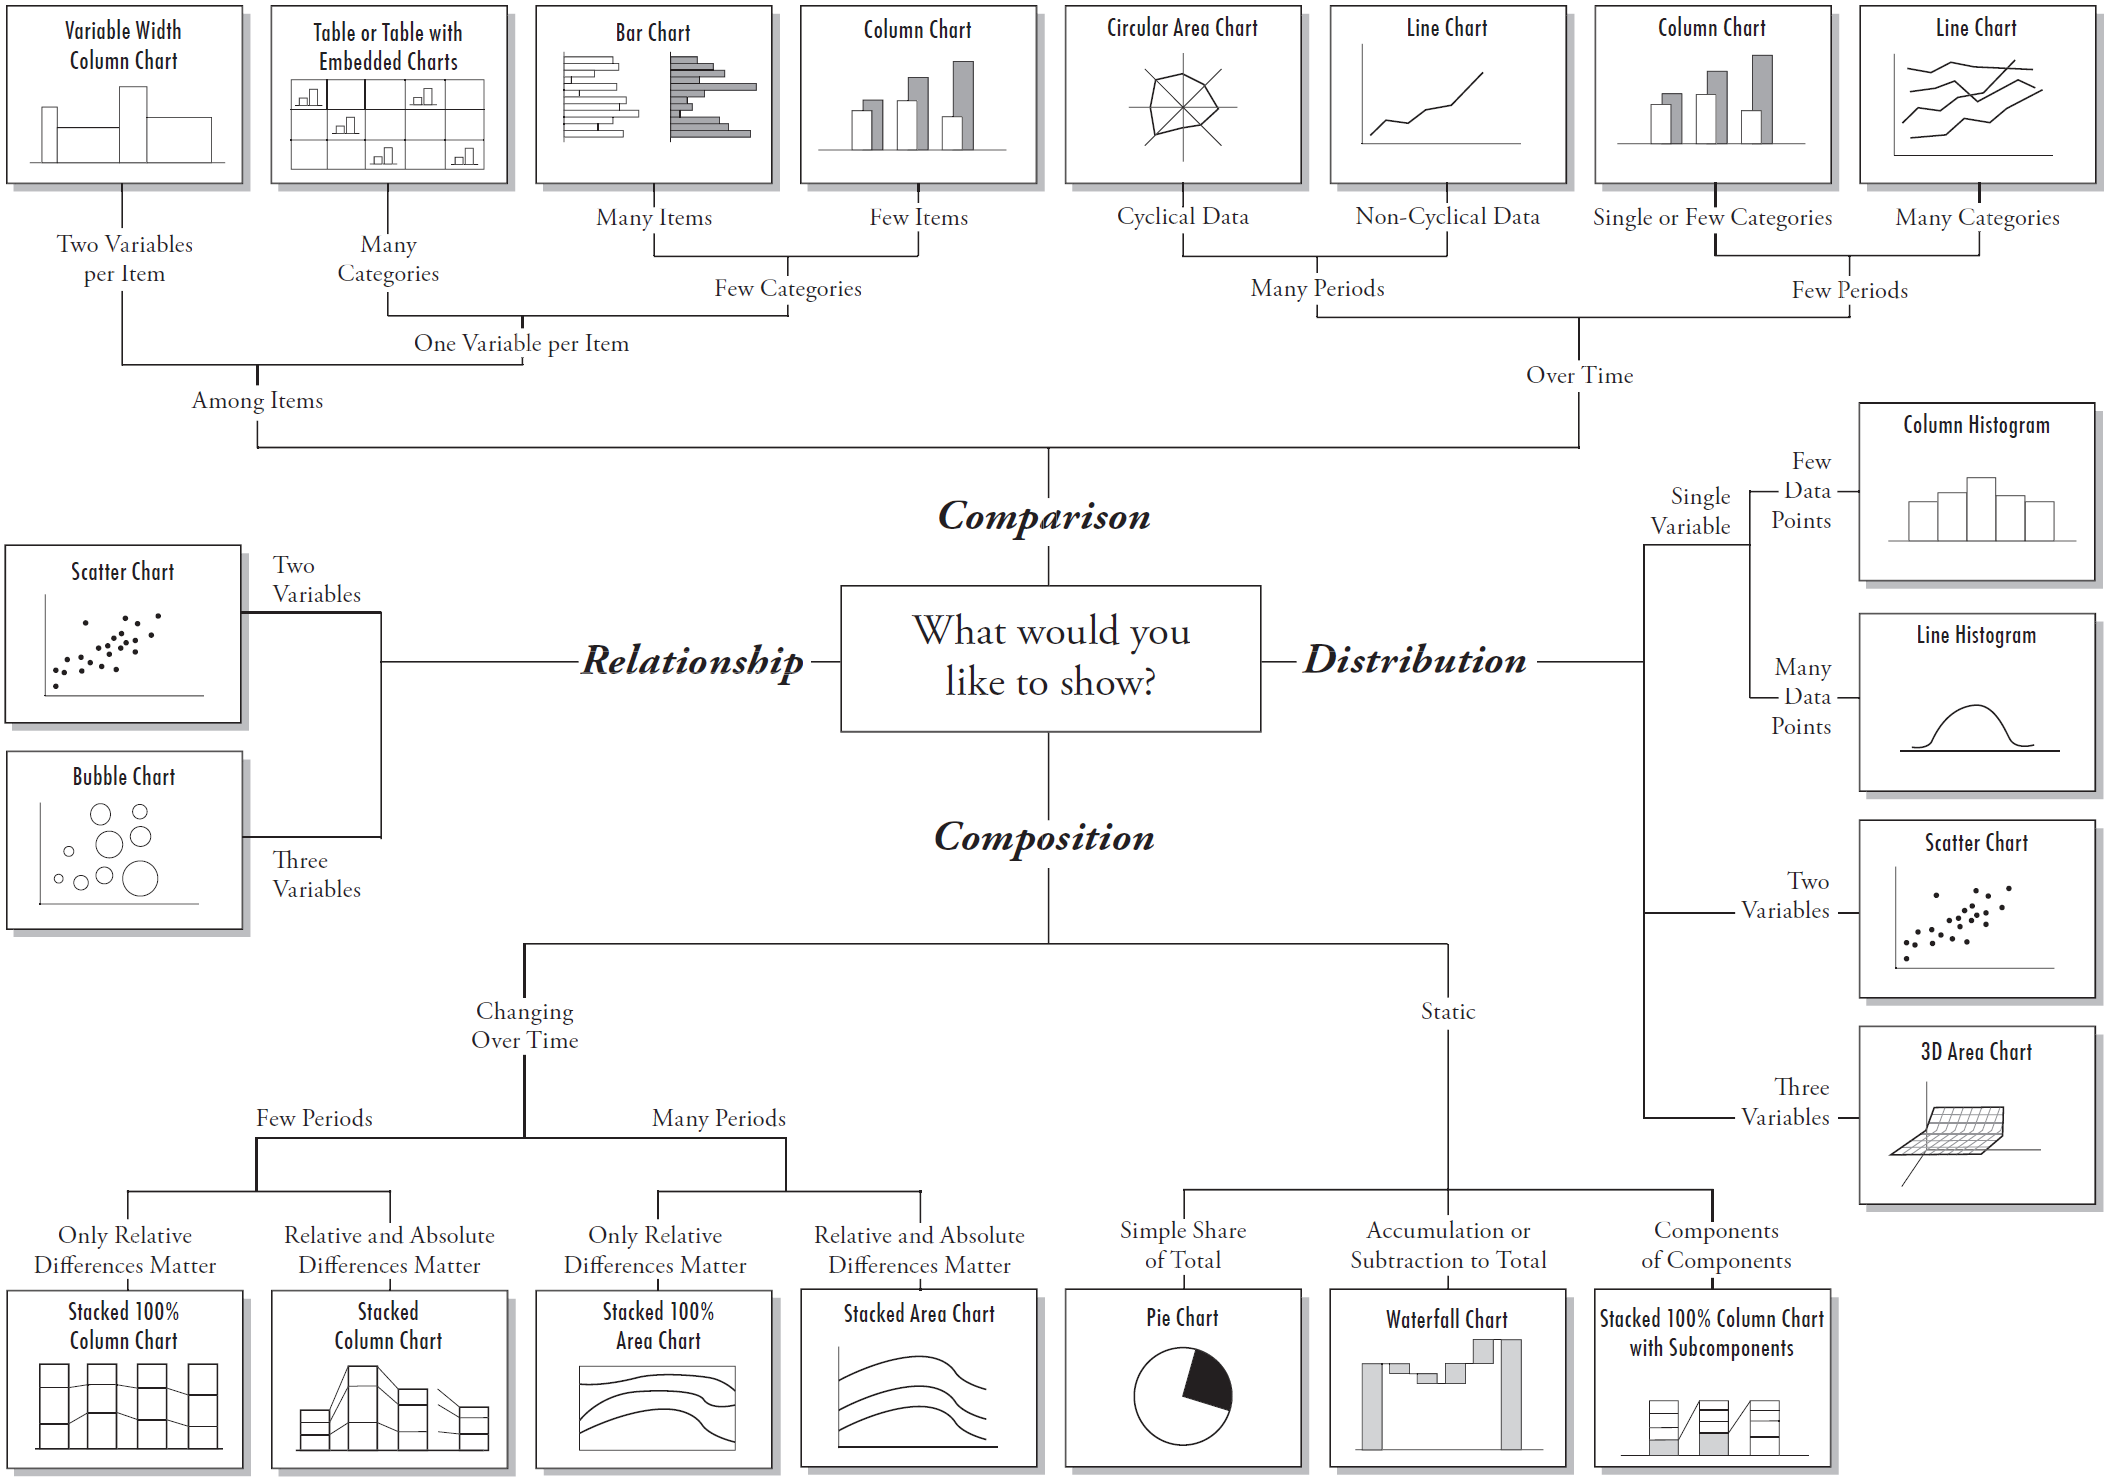 Variable Width
Column Chart
Table or Table with
Embedded Charts
Bar Chart
Column Chart
Circular Area Chart
Line Chart
Column Chart
Line Chart
Two Variables
per Item
Many
Categories
Many Items
Few Items
Cyclical Data
Non-Cyclical Data
Single or Few Categories
Many Categories
Few Categories
Many Periods
Few Periods
One Variable per Item
Among Items
Over Time
Comparison
What would you
like to show?
Relationship
Two
Variables
Scatter Chart
Three
Variables
Bubble Chart
Distribution
Single
Variable
Few
Data
Points
Column Histogram
Many
Data
Points
Line Histogram
Two
Variables
Scatter Chart
Three
Variables
3D Area Chart
Composition
Changing
Over Time
Static
Few Periods
Many Periods
Only Relative
Differences Matter
Relative and Absolute
Differences Matter
Only Relative
Differences Matter
Relative and Absolute
Differences Matter
Simple Share
of Total
Accumulation or
Subtraction to Total
Components
of Components
Stacked 100%
Column Chart
Stacked
Column Chart
Stacked 100%
Area Chart
Stacked Area Chart
Pie Chart
Waterfall Chart
Stacked 100% Column Chart
with Subcomponents